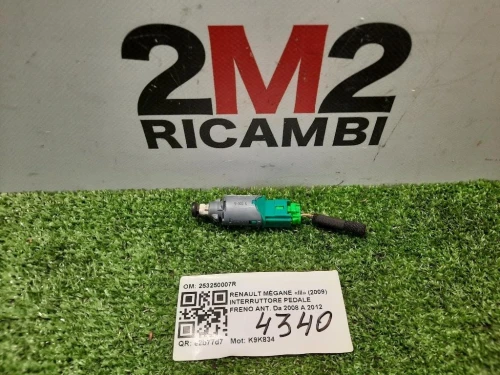 2M2
RICAMBI
OM: 253250007R
RENAULT MEGANE «III» (2009)
INTERRUTTORE PEDALE
FRENO ANT. Da 2008 A 2012
4340
Mot: K9K834